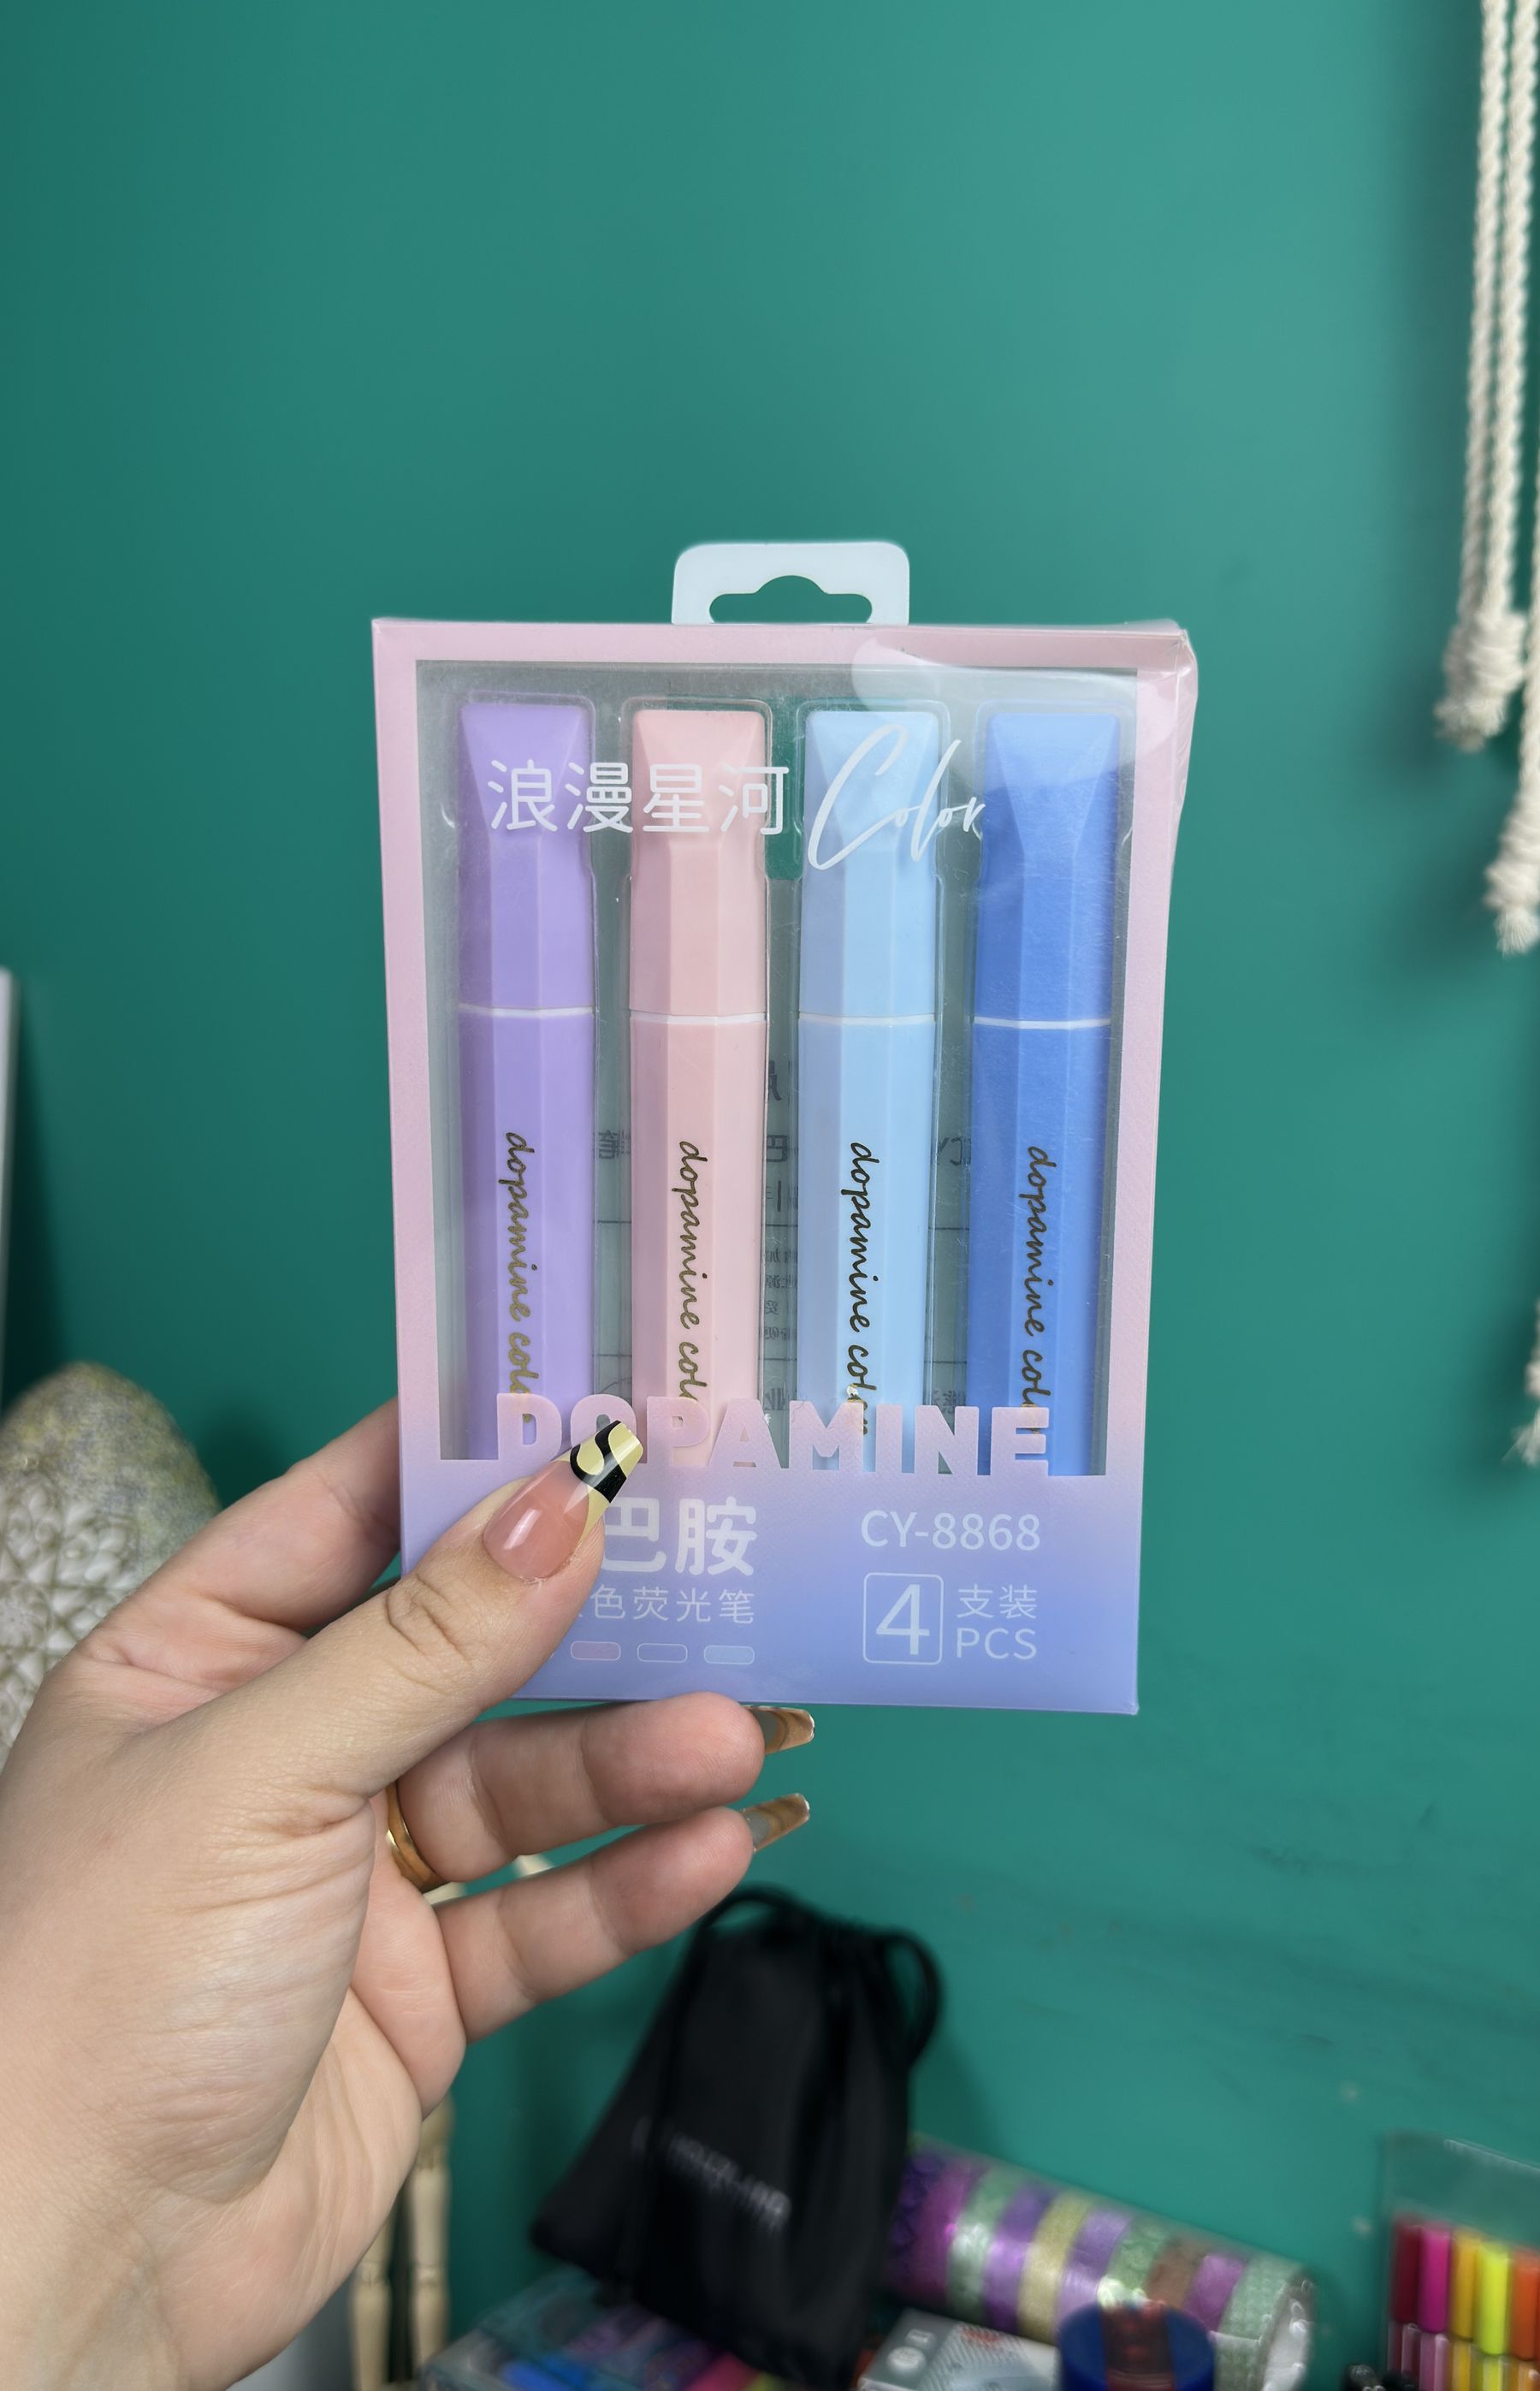 浪漫星河 Color
dopamine colo
dopamine colo
dopamine color
dopamine colo
DOPAMINE
巴胺
色荧光笔
CY-8868
4 支装
PCS